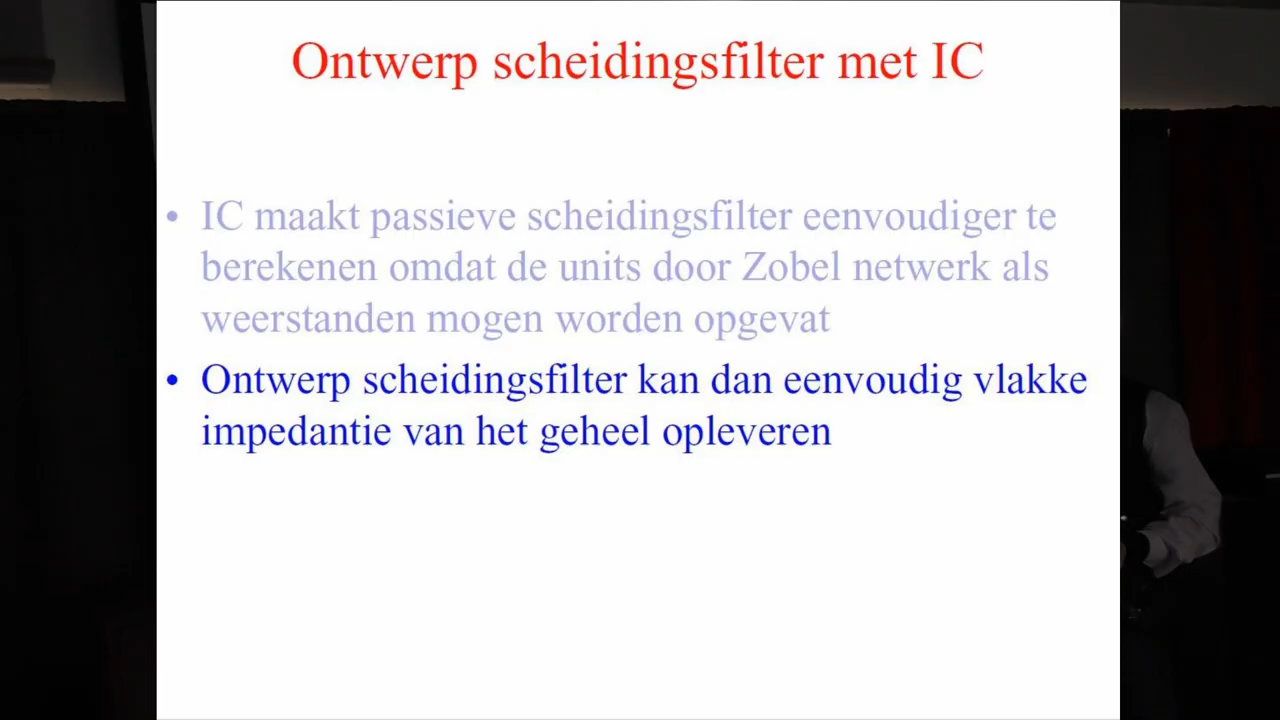 Ontwerp scheidingsfilter met IC
• IC maakt passieve scheidingsfilter eenvoudiger te
berekenen omdat de units door Zobel netwerk als
weerstanden mogen worden opgevat
• Ontwerp scheidingsfilter kan dan eenvoudig vlakke
impedantie van het geheel opleveren